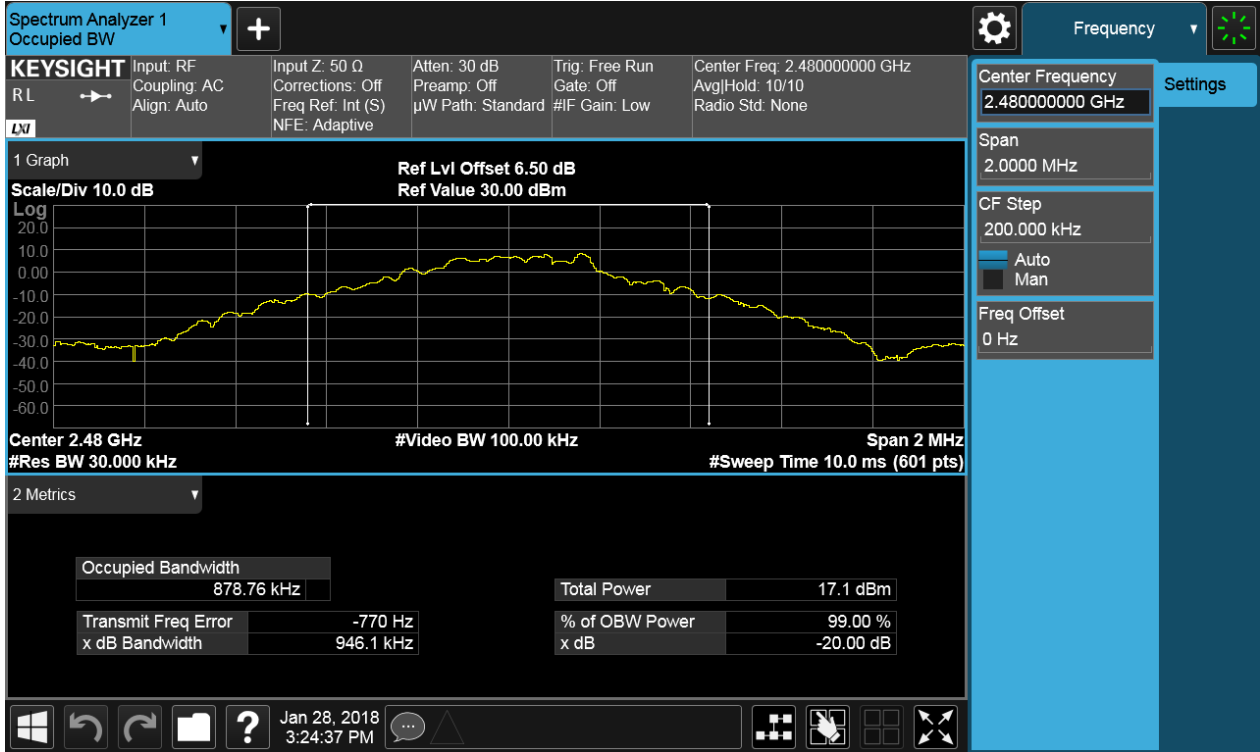 Spectrum Analyzer 1
Occupied BW
+
Frequency
KEYSIGHT
RL
LXI
Input: RF
Coupling: AC
Align: Auto
Input Z: 50 Ω
Corrections: Off
Freq Ref: Int (S)
NFE: Adaptive
Atten: 30 dB
Preamp: Off
µW Path: Standard
Trig: Free Run
Gate: Off
#IF Gain: Low
Center Freq: 2.480000000 GHz
Avg|Hold: 10/10
Radio Std: None
Center Frequency
2.480000000 GHz
Settings
Span
2.0000 MHz
CF Step
200.000 kHz
Auto
Man
Freq Offset
0 Hz
1 Graph
Scale/Div 10.0 dB
Ref Lvl Offset 6.50 dB
Ref Value 30.00 dBm
Log
20.0
10.0
0.00
-10.0
-20.0
-30.0
-40.0
-50.0
-60.0
Center 2.48 GHz
#Video BW 100.00 kHz
Span 2 MHz
#Res BW 30.000 kHz
#Sweep Time 10.0 ms (601 pts)
2 Metrics
Occupied Bandwidth
878.76 kHz
Total Power 17.1 dBm
Transmit Freq Error -770 Hz
% of OBW Power 99.00 %
x dB Bandwidth 946.1 kHz
x dB -20.00 dB
?
Jan 28, 2018
3:24:37 PM